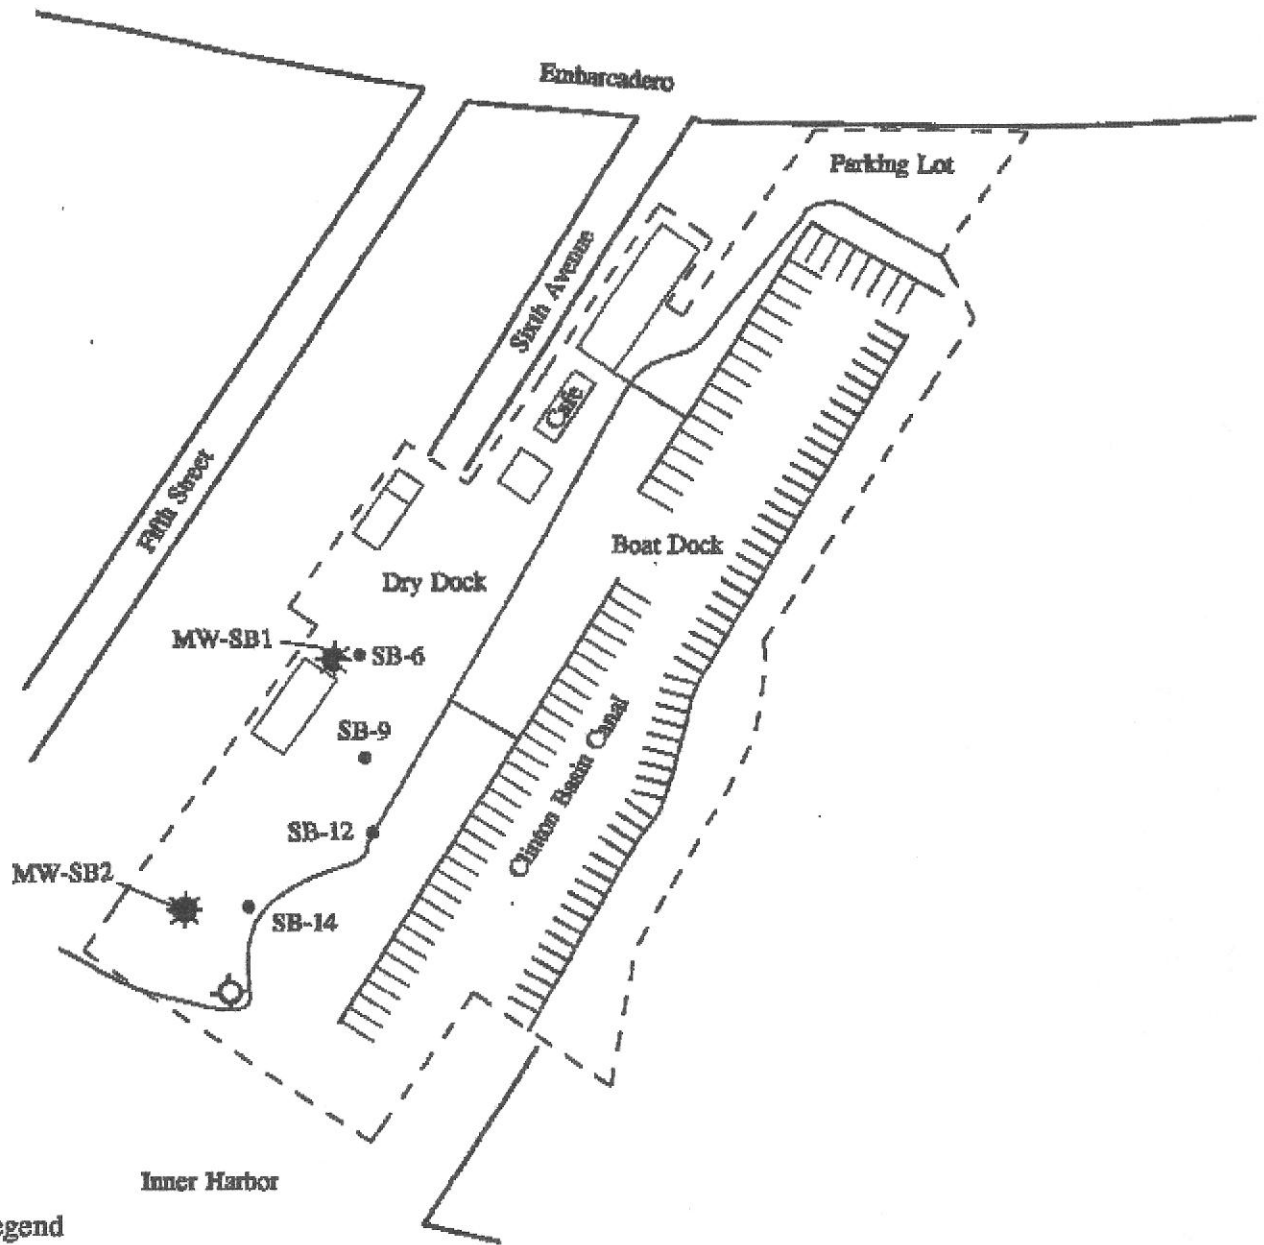 Embarcadero
Parking Lot
Sixth Avenue
Cafe
Fifth Street
Boat Dock
Dry Dock
MW-SB1
SB-6
SB-9
Clinton Basin Canal
SB-12
MW-SB2
SB-14
Inner Harbor
egend